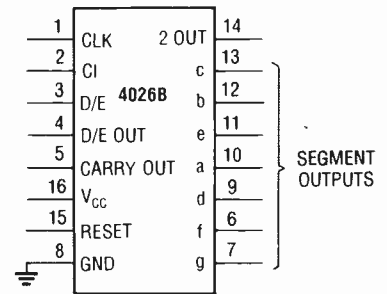 1 CLK 2 OUT 14
2 CI c 13
3 D/E 4026B b 12
4 D/E OUT e 11
5 CARRY OUT a 10
16 VCC d 9
15 RESET f 6
8 GND g 7
SEGMENT
OUTPUTS